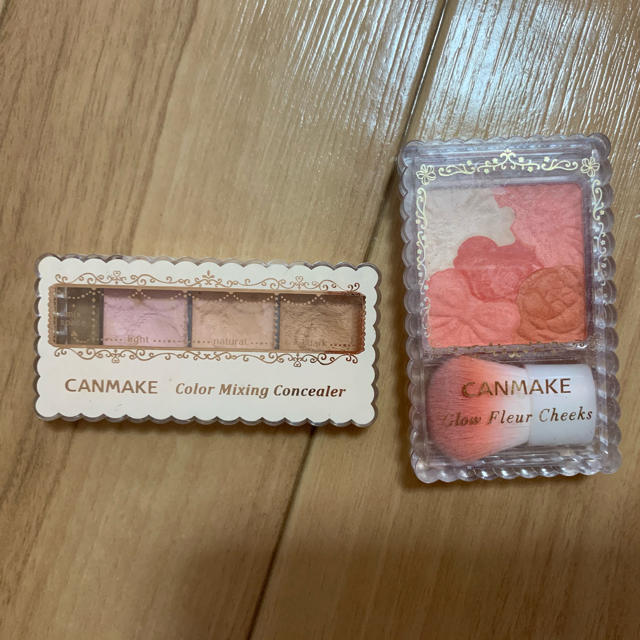 light natural dark
CANMAKE Color Mixing Concealer
CANMAKE
Glow Fleur Cheeks